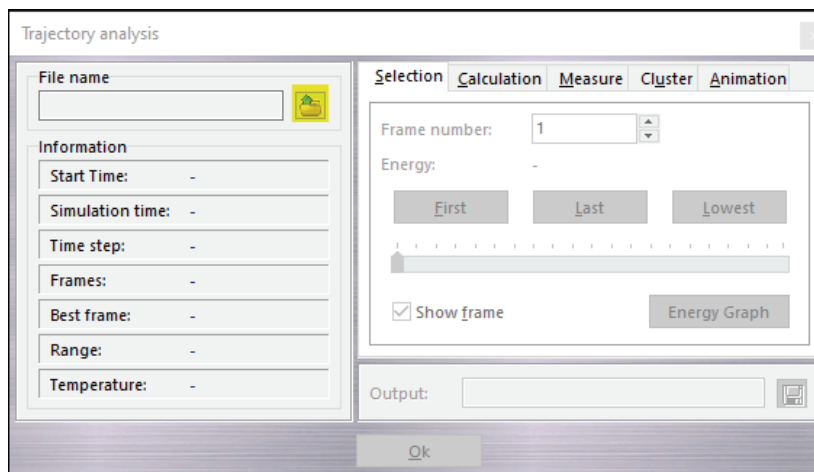 Trajectory analysis
File name
Information
Start Time: -
Simulation time: -
Time step: -
Frames: -
Best frame: -
Range: -
Temperature: -
Selection Calculation Measure Cluster Animation
Frame number: 1
Energy: -
First Last Lowest
Show frame Energy Graph
Output:
Ok